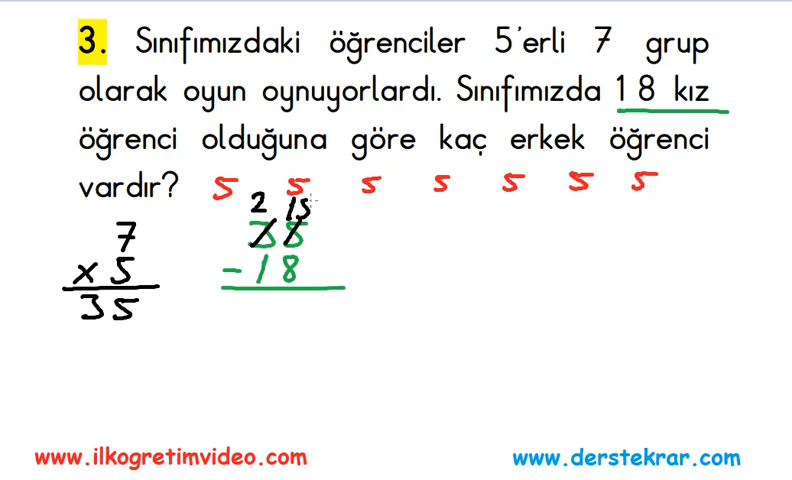 3. Sınıfımızdaki öğrenciler 5'erli 7 grup
olarak oyun oynuyorlardı. Sınıfımızda 18 kız
öğrenci olduğuna göre kaç erkek öğrenci
vardır? 5 5 5 5 5 5 5
2 15
7 35
x 5 - 18
35
www.ilkogretimvideo.com www.derstekrar.com